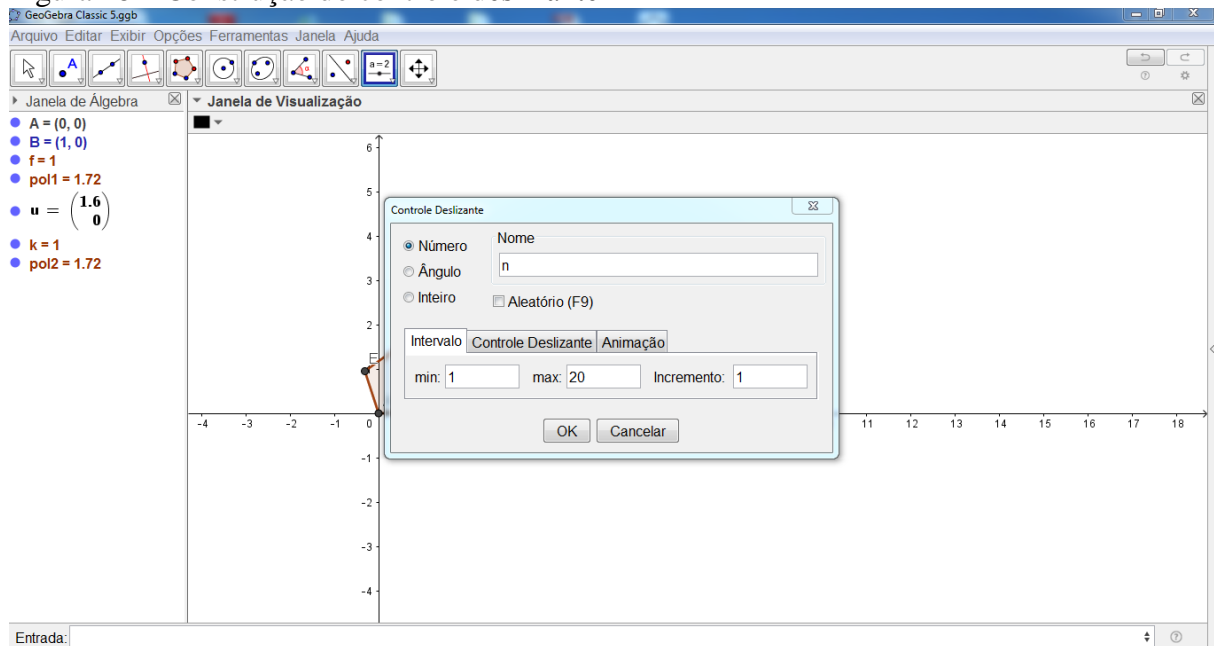 GeoGebra Classic 5.ggb
Arquivo Editar Exibir Opções Ferramentas Janela Ajuda
A
α
a = 2
Janela de Álgebra
Janela de Visualização
A = (0, 0)
B = (1, 0)
f = 1
pol1 = 1.72
u = (1.6 0)
k = 1
pol2 = 1.72
Controle Deslizante
Número
Ângulo
Inteiro
Nome
n
Aleatório (F9)
Intervalo Controle Deslizante Animação
min: 1 max: 20 Incremento: 1
OK Cancelar
6
5
4
3
2
E
-4 -3 -2 -1 0 11 12 13 14 15 16 17 18
-1
-2
-3
-4
Entrada: